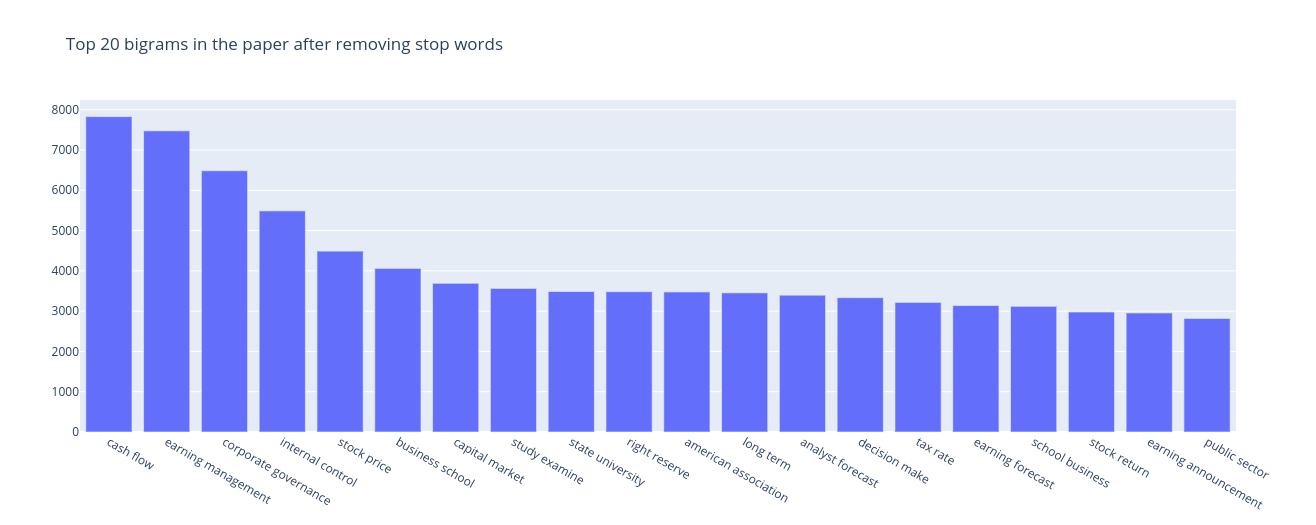 Top 20 bigrams in the paper after removing stop words
8000
7000
6000
5000
4000
3000
2000
1000
0
cash flow
earning management
corporate governance
internal control
stock price
business school
capital market
study examine
state university
right reserve
american association
long term
analyst forecast
decision make
tax rate
earning forecast
school business
stock return
earning announcement
public sector